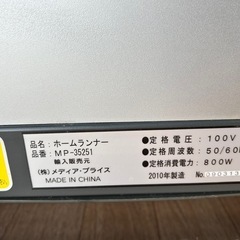 品名：ホームランナー
品番：MP-35251
輸入販売元
(株)メディア・プライス
MADE IN CHINA
●定格電圧：100V
●定格周波数：50/60
●定格消費電力：800W
2010年製造 No.